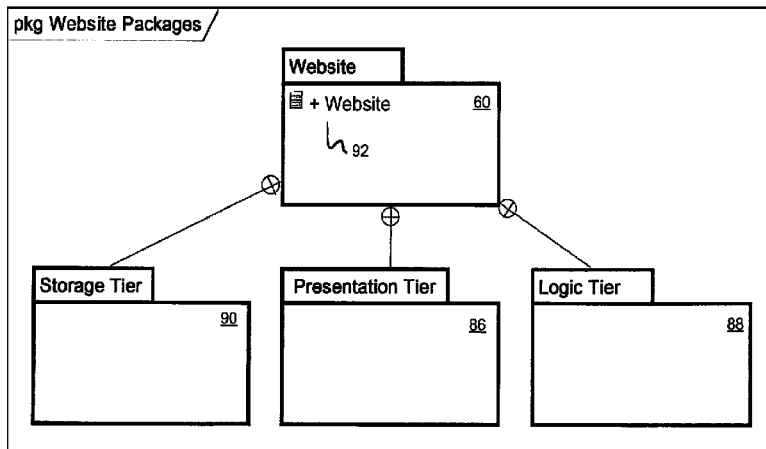 pkg Website Packages
Website
+ Website 60
92
Storage Tier
90
Presentation Tier
86
Logic Tier
88